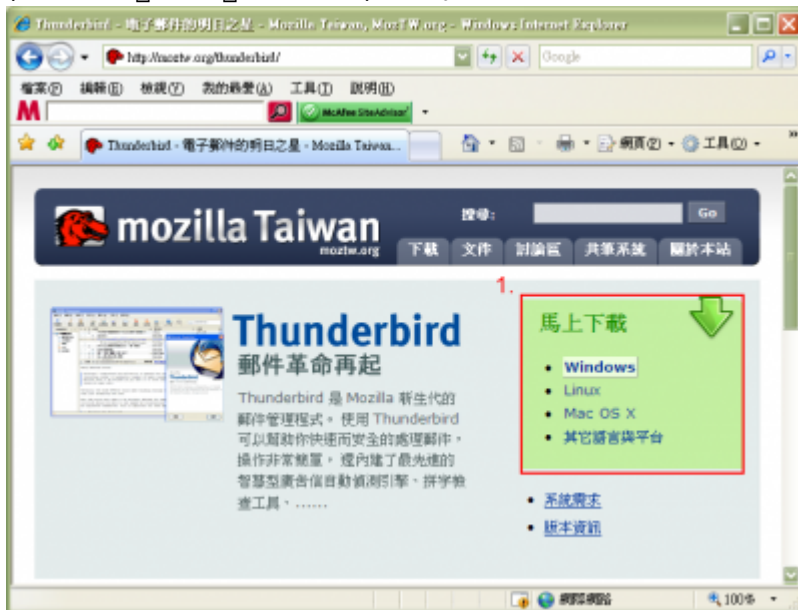 Thunderbird - 電子郵件的明日之星 - Mozilla Taiwan, MozTW.org - Windows Internet Explorer
http://moztw.org/thunderbird/
Google
檔案(F) 編輯(E) 檢視(V) 我的最愛(A) 工具(T) 說明(H)
M McAfee SiteAdvisor
Thunderbird - 電子郵件的明日之星 - Mozilla Taiwan...
網頁(P) 工具(O)
mozilla Taiwan
moztw.org
搜尋:
Go
下載 文件 討論區 共筆系統 關於本站
1.
Thunderbird
郵件革命再起
Thunderbird 是 Mozilla 新生代的
郵件管理程式。使用 Thunderbird
可以幫助你快速而安全的處理郵件,
操作非常簡單。還內建了最先進的
智慧型廣告信自動偵測引擎、拼字檢
查工具、......
馬上下載
Windows
Linux
Mac OS X
其它語言與平台
系統需求
版本資訊
網際網路
100%